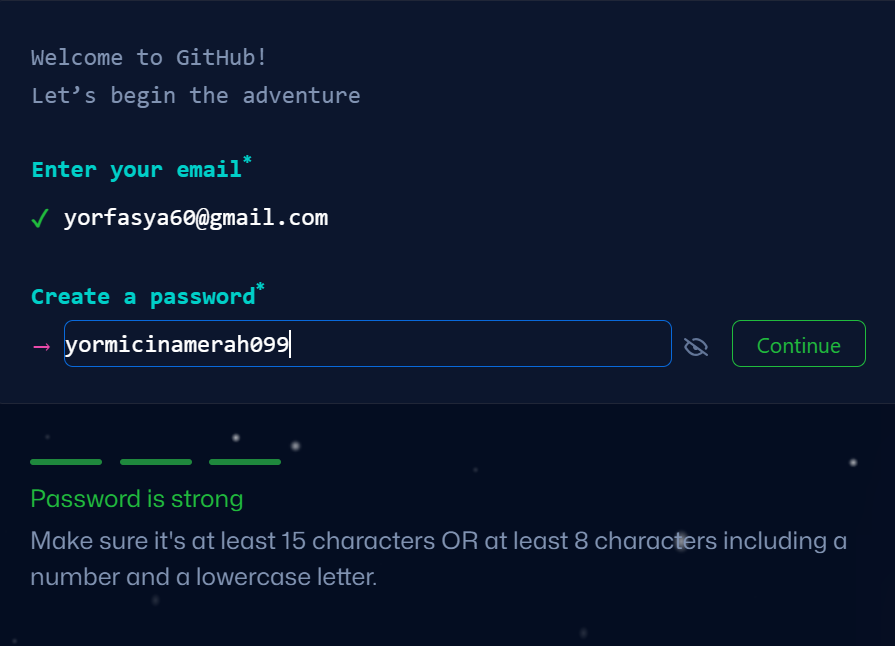 Welcome to GitHub!
Let’s begin the adventure
Enter your email*
✓ yorfasya60@gmail.com
Create a password*
→ yormicinamerah099
Continue
Password is strong
Make sure it's at least 15 characters OR at least 8 characters including a
number and a lowercase letter.